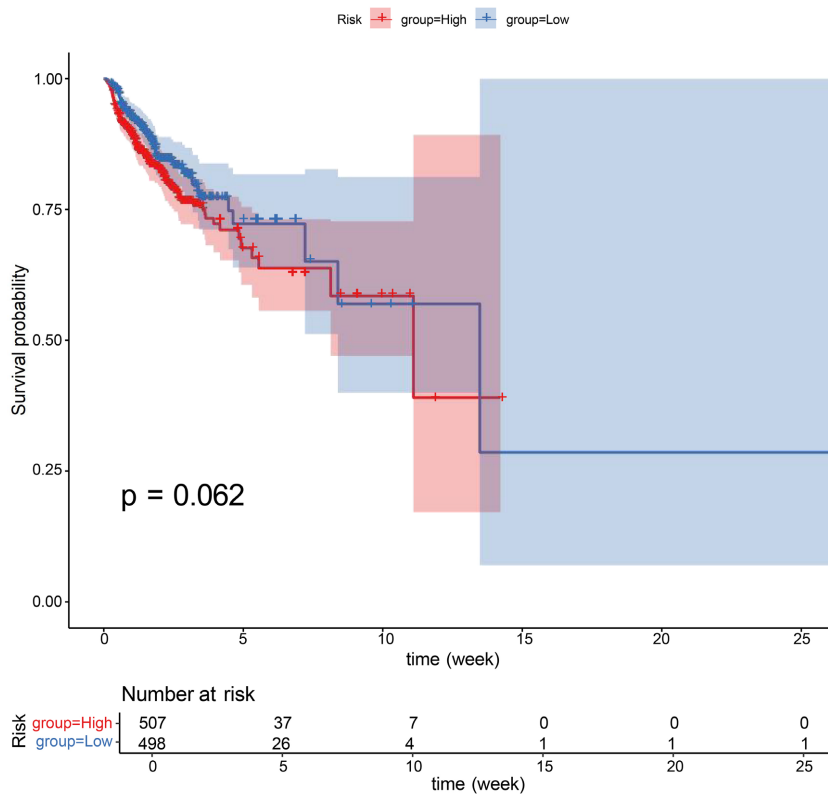 Risk group=High group=Low
Survival probability
1.00
0.75
0.50
0.25
0.00
p = 0.062
0 5 10 15 20 25
time (week)
Number at risk
Risk
group=High 507 37 7 0 0 0
group=Low 498 26 4 1 1 1
0 5 10 15 20 25
time (week)